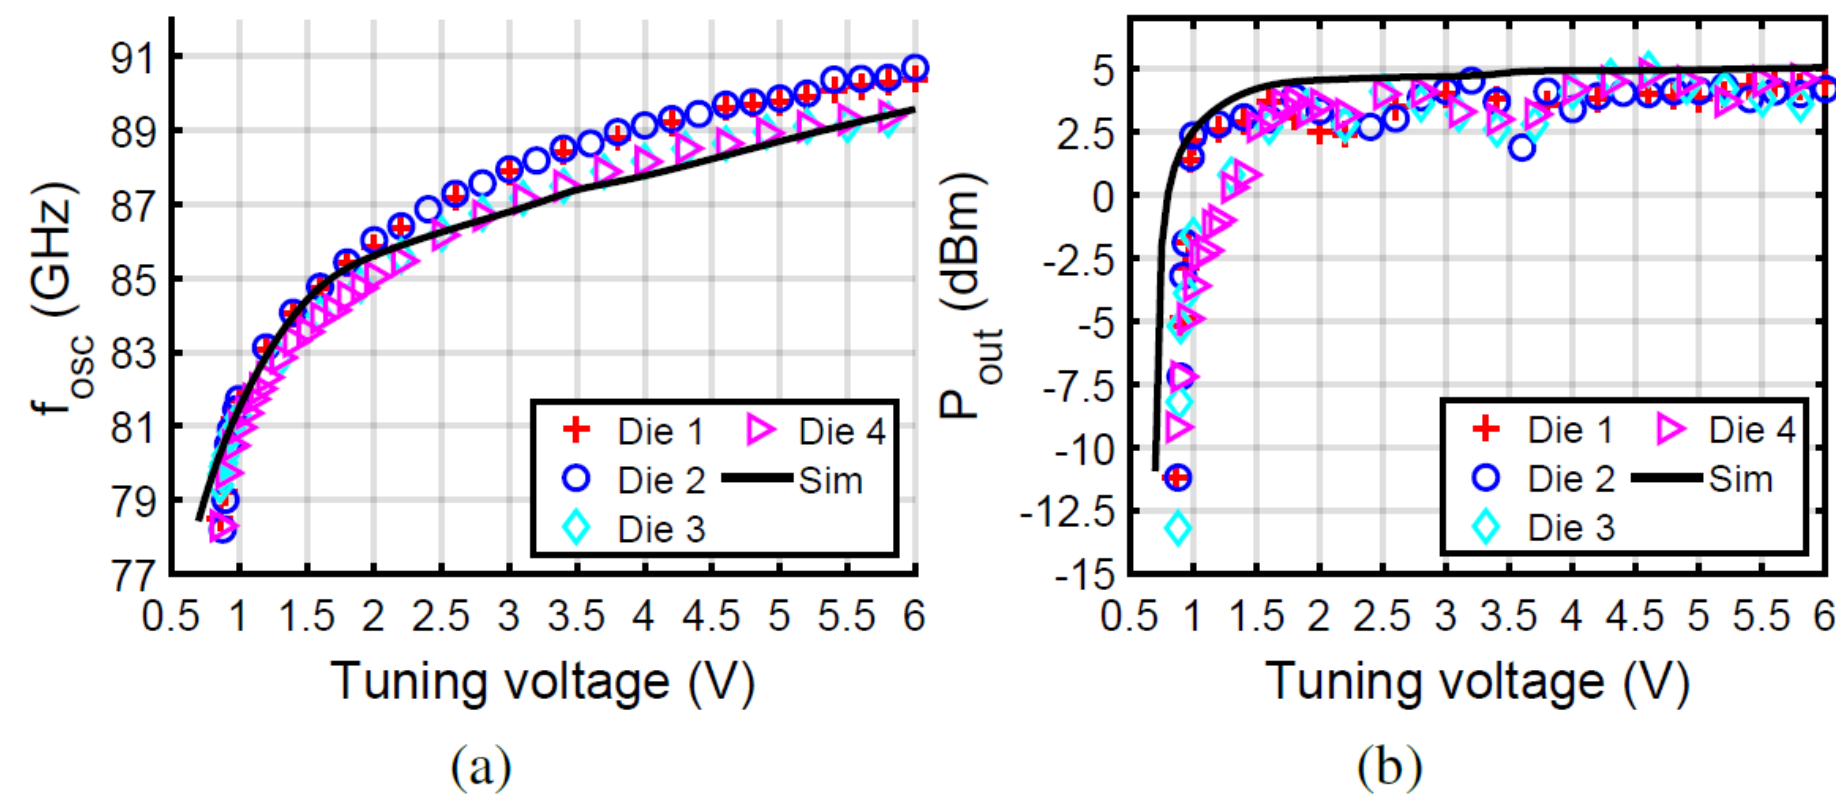 91
89
87
85
83
81
79
77
0.5 1 1.5 2 2.5 3 3.5 4 4.5 5 5.5 6
f osc (GHz)
Tuning voltage (V)
Die 1 Die 4
Die 2 Sim
Die 3
(a)
5
2.5
0
-2.5
-5
-7.5
-10
-12.5
-15
0.5 1 1.5 2 2.5 3 3.5 4 4.5 5 5.5 6
P out (dBm)
Tuning voltage (V)
Die 1 Die 4
Die 2 Sim
Die 3
(b)